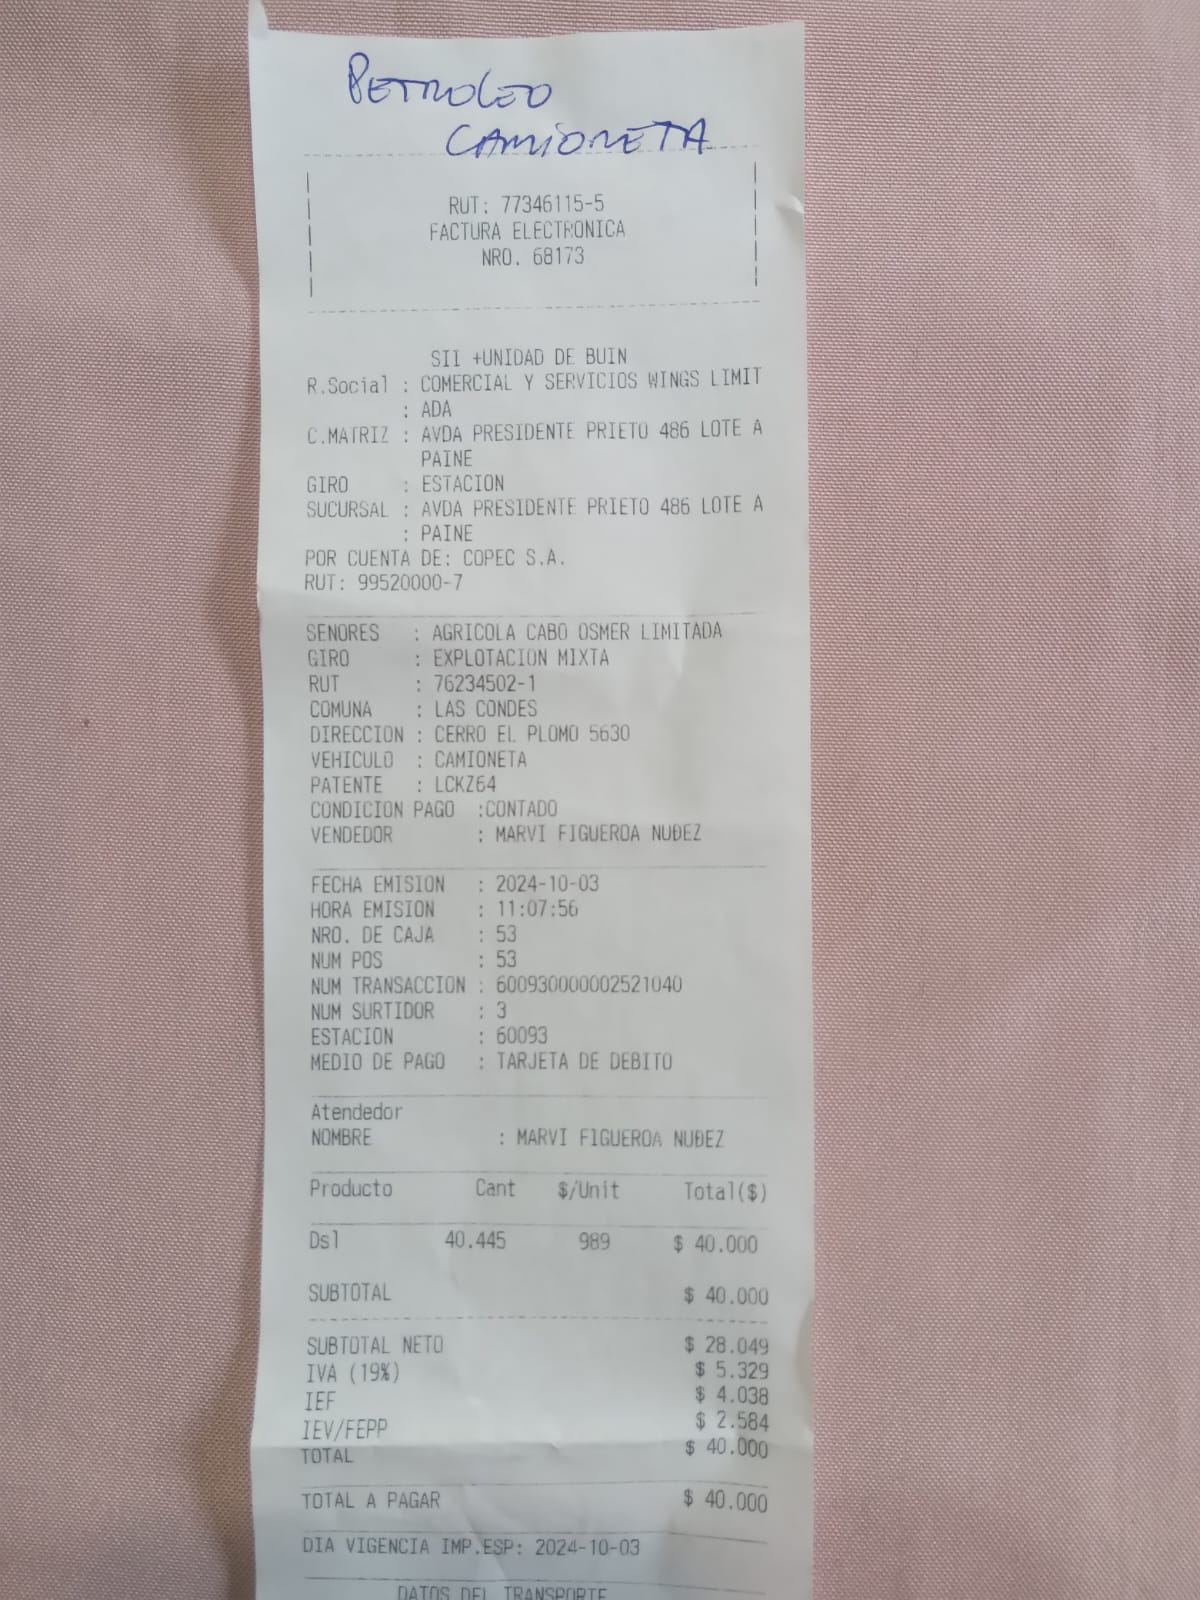 PETROLEO
CAMIONETA
RUT: 77346115-5
FACTURA ELECTRONICA
NRO. 68173
SII +UNIDAD DE BUIN
R.Social : COMERCIAL Y SERVICIOS WINGS LIMIT
: ADA
C.MATRIZ : AVDA PRESIDENTE PRIETO 486 LOTE A
PAINE
GIRO : ESTACION
SUCURSAL : AVDA PRESIDENTE PRIETO 486 LOTE A
: PAINE
POR CUENTA DE: COPEC S.A.
RUT: 99520000-7
SENORES : AGRICOLA CABO OSMER LIMITADA
GIRO : EXPLOTACION MIXTA
RUT : 76234502-1
COMUNA : LAS CONDES
DIRECCION : CERRO EL PLOMO 5630
VEHICULO : CAMIONETA
PATENTE : LCKZ64
CONDICION PAGO :CONTADO
VENDEDOR : MARVI FIGUEROA NUÐEZ
FECHA EMISION : 2024-10-03
HORA EMISION : 11:07:56
NRO. DE CAJA : 53
NUM POS : 53
NUM TRANSACCION : 600930000002521040
NUM SURTIDOR : 3
ESTACION : 60093
MEDIO DE PAGO : TARJETA DE DEBITO
Atendedor
NOMBRE : MARVI FIGUEROA NUÐEZ
Producto Cant $/Unit Total($)
Dsl 40.445 989 $ 40.000
SUBTOTAL $ 40.000
SUBTOTAL NETO $ 28.049
IVA (19%) $ 5.329
IEF $ 4.038
IEV/FEPP $ 2.584
TOTAL $ 40.000
TOTAL A PAGAR $ 40.000
DIA VIGENCIA IMP.ESP: 2024-10-03
DATOS DEL TRANSPORTE